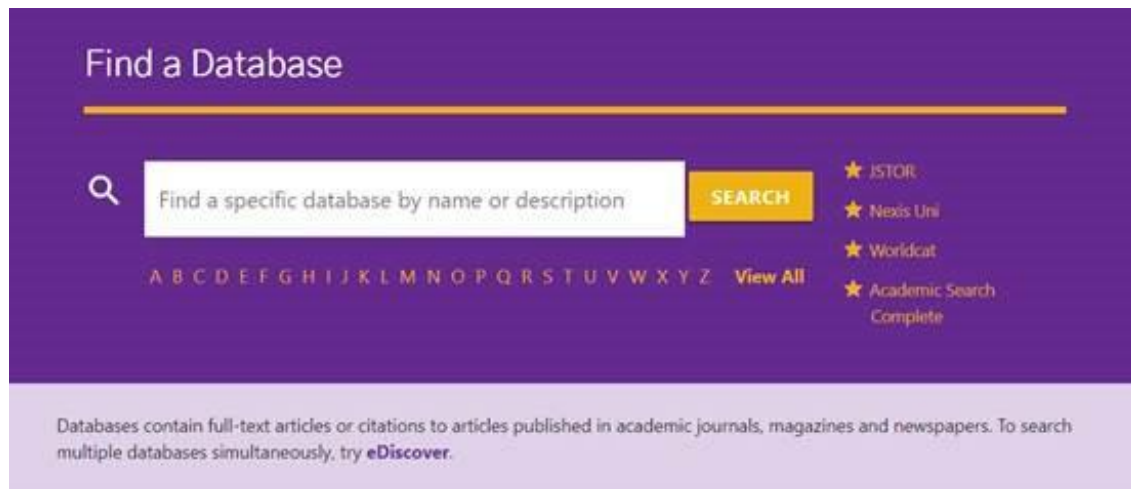 Find a Database
Find a specific database by name or description
SEARCH
A B C D E F G H I J K L M N O P Q R S T U V W X Y Z View All
JSTOR
Nexis Uni
Worldcat
Academic Search
Complete
Databases contain full-text articles or citations to articles published in academic journals, magazines and newspapers. To search
multiple databases simultaneously, try eDiscover.